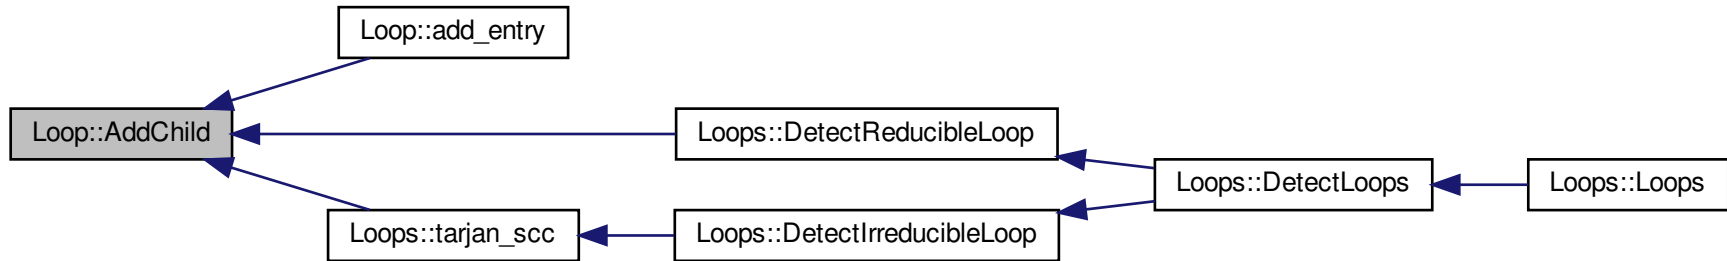 Loop::add_entry
Loop::AddChild
Loops::DetectReducibleLoop
Loops::DetectLoops
Loops::Loops
Loops::tarjan_scc
Loops::DetectIrreducibleLoop